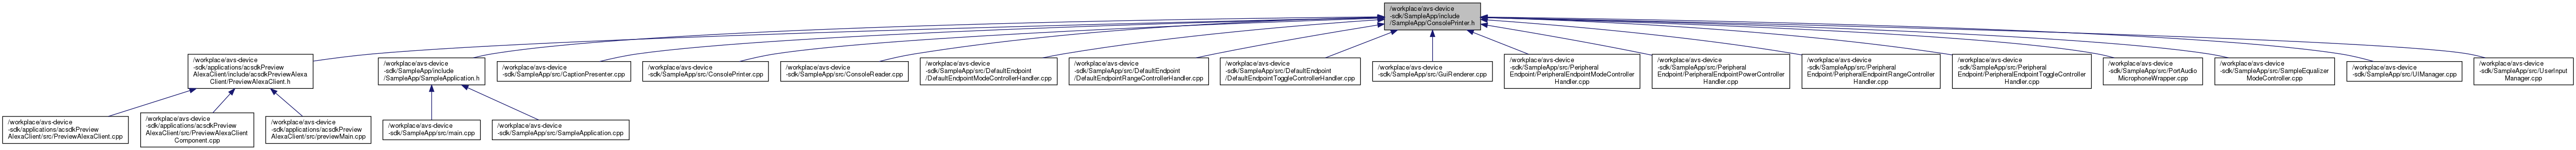 /workplace/avs-device
-sdk/SampleApp/include
/SampleApp/ConsolePrinter.h
/workplace/avs-device
-sdk/applications/acsdkPreview
AlexaClient/include/acsdkPreviewAlexa
Client/PreviewAlexaClient.h
/workplace/avs-device
-sdk/SampleApp/include
/SampleApp/SampleApplication.h
/workplace/avs-device
-sdk/SampleApp/src/CaptionPresenter.cpp
/workplace/avs-device
-sdk/SampleApp/src/ConsolePrinter.cpp
/workplace/avs-device
-sdk/SampleApp/src/ConsoleReader.cpp
/workplace/avs-device
-sdk/SampleApp/src/DefaultEndpoint
/DefaultEndpointModeControllerHandler.cpp
/workplace/avs-device
-sdk/SampleApp/src/DefaultEndpoint
/DefaultEndpointRangeControllerHandler.cpp
/workplace/avs-device
-sdk/SampleApp/src/DefaultEndpoint
/DefaultEndpointToggleControllerHandler.cpp
/workplace/avs-device
-sdk/SampleApp/src/GuiRenderer.cpp
/workplace/avs-device
-sdk/SampleApp/src/Peripheral
Endpoint/PeripheralEndpointModeController
Handler.cpp
/workplace/avs-device
-sdk/SampleApp/src/Peripheral
Endpoint/PeripheralEndpointPowerController
Handler.cpp
/workplace/avs-device
-sdk/SampleApp/src/Peripheral
Endpoint/PeripheralEndpointRangeController
Handler.cpp
/workplace/avs-device
-sdk/SampleApp/src/Peripheral
Endpoint/PeripheralEndpointToggleController
Handler.cpp
/workplace/avs-device
-sdk/SampleApp/src/PortAudio
MicrophoneWrapper.cpp
/workplace/avs-device
-sdk/SampleApp/src/SampleEqualizer
ModeController.cpp
/workplace/avs-device
-sdk/SampleApp/src/UIManager.cpp
/workplace/avs-device
-sdk/SampleApp/src/UserInput
Manager.cpp
/workplace/avs-device
-sdk/applications/acsdkPreview
AlexaClient/src/PreviewAlexaClient.cpp
/workplace/avs-device
-sdk/applications/acsdkPreview
AlexaClient/src/PreviewAlexaClient
Component.cpp
/workplace/avs-device
-sdk/applications/acsdkPreview
AlexaClient/src/previewMain.cpp
/workplace/avs-device
-sdk/SampleApp/src/main.cpp
/workplace/avs-device
-sdk/SampleApp/src/SampleApplication.cpp